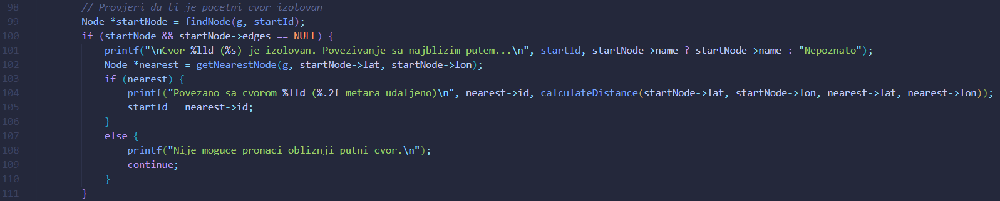 98 // Provjeri da li je pocetni cvor izolovan
99 Node *startNode = findNode(g, startId);
100 if (startNode && startNode->edges == NULL) {
101 printf("\nCvor %lld (%s) je izolovan. Povezivanje sa najblizim putem...\n", startId, startNode->name ? startNode->name : "Nepoznato");
102 Node *nearest = getNearestNode(g, startNode->lat, startNode->lon);
103 if (nearest) {
104 printf("Povezano sa cvorom %lld (%.2f metara udaljeno)\n", nearest->id, calculateDistance(startNode->lat, startNode->lon, nearest->lat, nearest->lon));
105 startId = nearest->id;
106 }
107 else {
108 printf("Nije moguce pronaci obliznji putni cvor.\n");
109 continue;
110 }
111 }